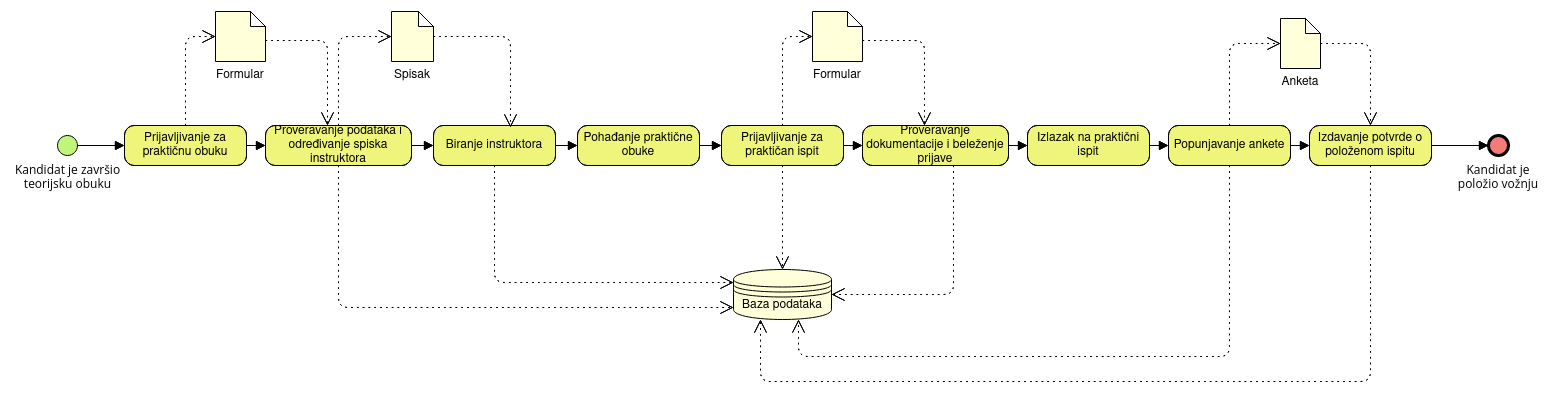 Formular
Spisak
Formular
Anketa
Kandidat je završio
teorijsku obuku
Prijavljivanje za
praktičnu obuku
Proveravanje podataka i
određivanje spiska
instruktora
Biranje instruktora
Pohađanje praktične
obuke
Prijavljivanje za
praktičan ispit
Proveravanje
dokumentacije i beleženje
prijave
Izlazak na praktični
ispit
Popunjavanje ankete
Izdavanje potvrde o
položenom ispitu
Kandidat je
položio vožnju
Baza podataka